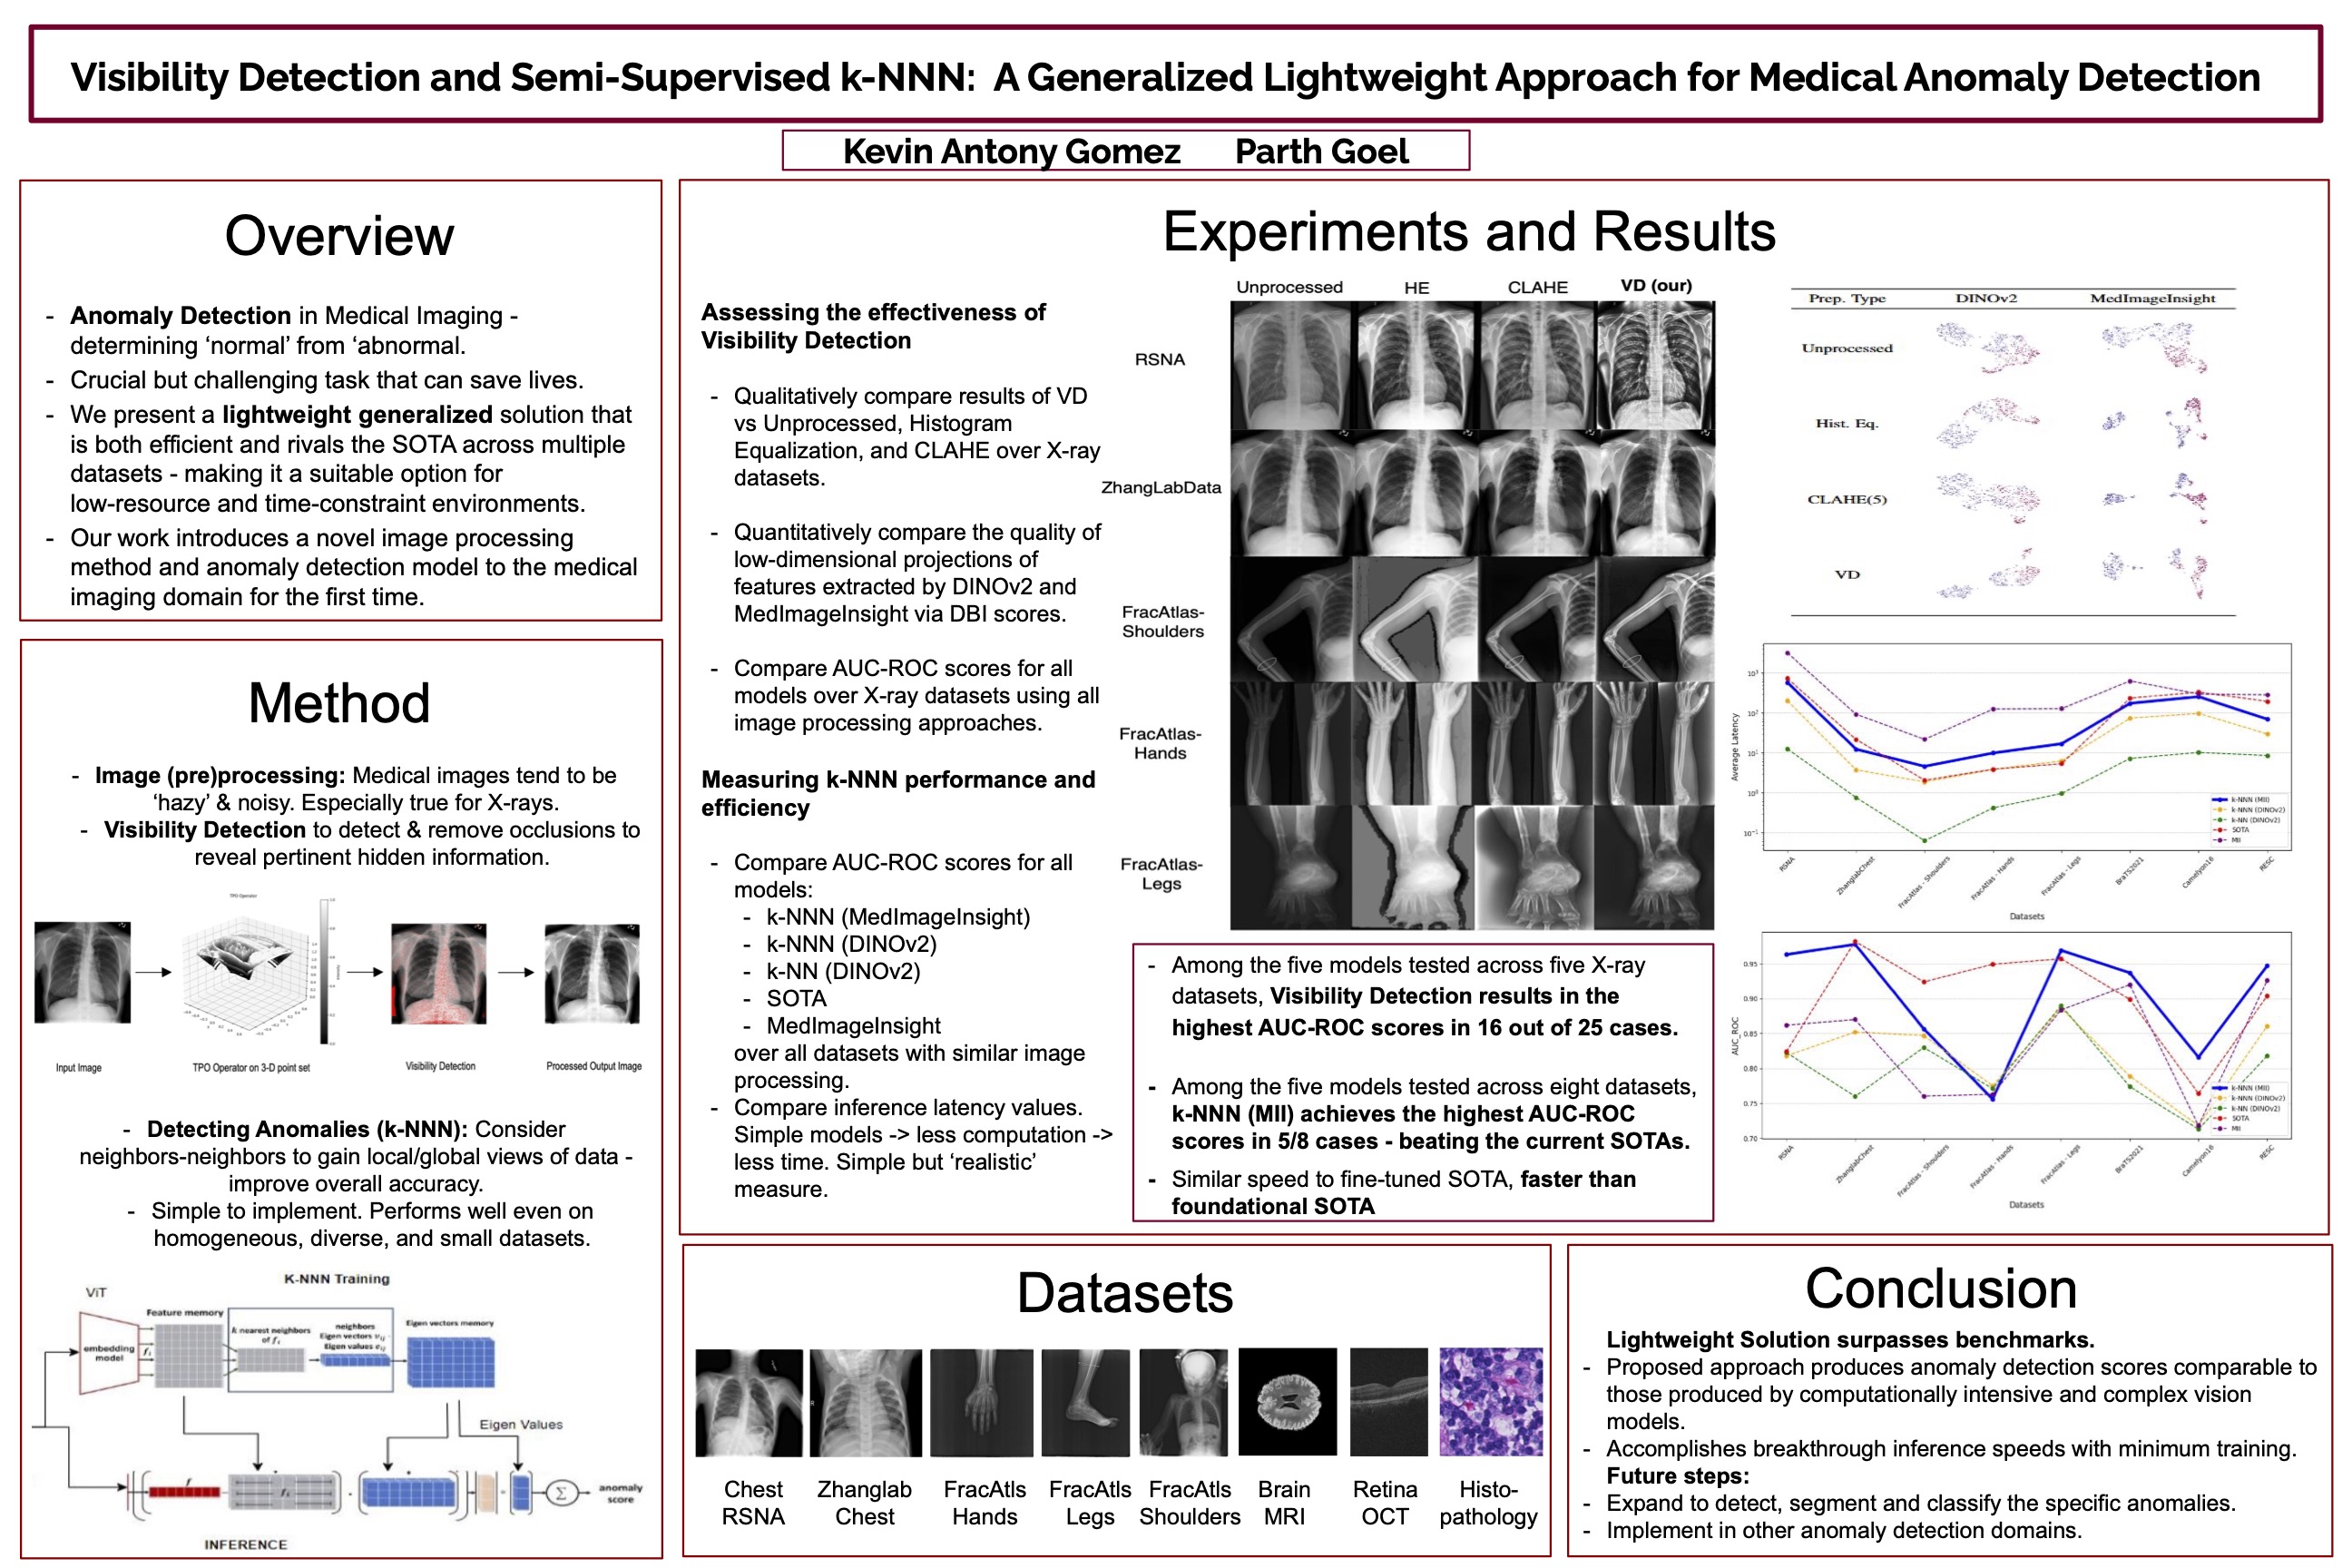 Visibility Detection and Semi-Supervised k-NNN: A Generalized Lightweight Approach for Medical Anomaly Detection
Kevin Antony Gomez Parth Goel
Overview
- Anomaly Detection in Medical Imaging -
determining ‘normal’ from ‘abnormal.
- Crucial but challenging task that can save lives.
- We present a lightweight generalized solution that
is both efficient and rivals the SOTA across multiple
datasets - making it a suitable option for
low-resource and time-constraint environments.
- Our work introduces a novel image processing
method and anomaly detection model to the medical
imaging domain for the first time.
Method
- Image (pre)processing: Medical images tend to be
‘hazy’ & noisy. Especially true for X-rays.
- Visibility Detection to detect & remove occlusions to
reveal pertinent hidden information.
TPO Operator
Input Image
TPO Operator on 3-D point set
Visibility Detection
Processed Output Image
- Detecting Anomalies (k-NNN): Consider
neighbors-neighbors to gain local/global views of data -
improve overall accuracy.
- Simple to implement. Performs well even on
homogeneous, diverse, and small datasets.
K-NNN Training
ViT
embedding
model
Feature memory
k nearest neighbors
of fi
neighbors
Eigen vectors vij
Eigen values eij
Eigen vectors memory
fi
Eigen Values
f
fi
Σ
anomaly
score
INFERENCE
Experiments and Results
Assessing the effectiveness of
Visibility Detection
- Qualitatively compare results of VD
vs Unprocessed, Histogram
Equalization, and CLAHE over X-ray
datasets.
- Quantitatively compare the quality of
low-dimensional projections of
features extracted by DINOv2 and
MedImageInsight via DBI scores.
- Compare AUC-ROC scores for all
models over X-ray datasets using all
image processing approaches.
Measuring k-NNN performance and
efficiency
- Compare AUC-ROC scores for all
models:
- k-NNN (MedImageInsight)
- k-NNN (DINOv2)
- k-NN (DINOv2)
- SOTA
- MedImageInsight
over all datasets with similar image
processing.
- Compare inference latency values.
Simple models -> less computation ->
less time. Simple but ‘realistic’
measure.
Unprocessed HE CLAHE VD (our)
RSNA
ZhangLabData
FracAtlas-
Shoulders
FracAtlas-
Hands
FracAtlas-
Legs
- Among the five models tested across five X-ray
datasets, Visibility Detection results in the
highest AUC-ROC scores in 16 out of 25 cases.
- Among the five models tested across eight datasets,
k-NNN (MII) achieves the highest AUC-ROC
scores in 5/8 cases - beating the current SOTAs.
- Similar speed to fine-tuned SOTA, faster than
foundational SOTA
Prep. Type DINOv2 MedImageInsight
Unprocessed
Hist. Eq.
CLAHE(5)
VD
Average Latency
10³
10²
10¹
10⁰
10⁻¹
k-NNN (MII)
k-NNN (DINOv2)
k-NN (DINOv2)
SOTA
MII
RSNA ZhanglabChest FracAtlas - Shoulders FracAtlas - Hands FracAtlas - Legs BraTS2021 Camelyon16 RESC
Datasets
AUC_ROC
0.95
0.90
0.85
0.80
0.75
0.70
k-NNN (MII)
k-NNN (DINOv2)
k-NN (DINOv2)
SOTA
MII
RSNA ZhanglabChest FracAtlas - Shoulders FracAtlas - Hands FracAtlas - Legs BraTS2021 Camelyon16 RESC
Datasets
Datasets
Chest
RSNA
Zhanglab
Chest
FracAtls
Hands
FracAtls
Legs
FracAtls
Shoulders
Brain
MRI
Retina
OCT
Histo-
pathology
Conclusion
Lightweight Solution surpasses benchmarks.
- Proposed approach produces anomaly detection scores comparable to
those produced by computationally intensive and complex vision
models.
- Accomplishes breakthrough inference speeds with minimum training.
Future steps:
- Expand to detect, segment and classify the specific anomalies.
- Implement in other anomaly detection domains.